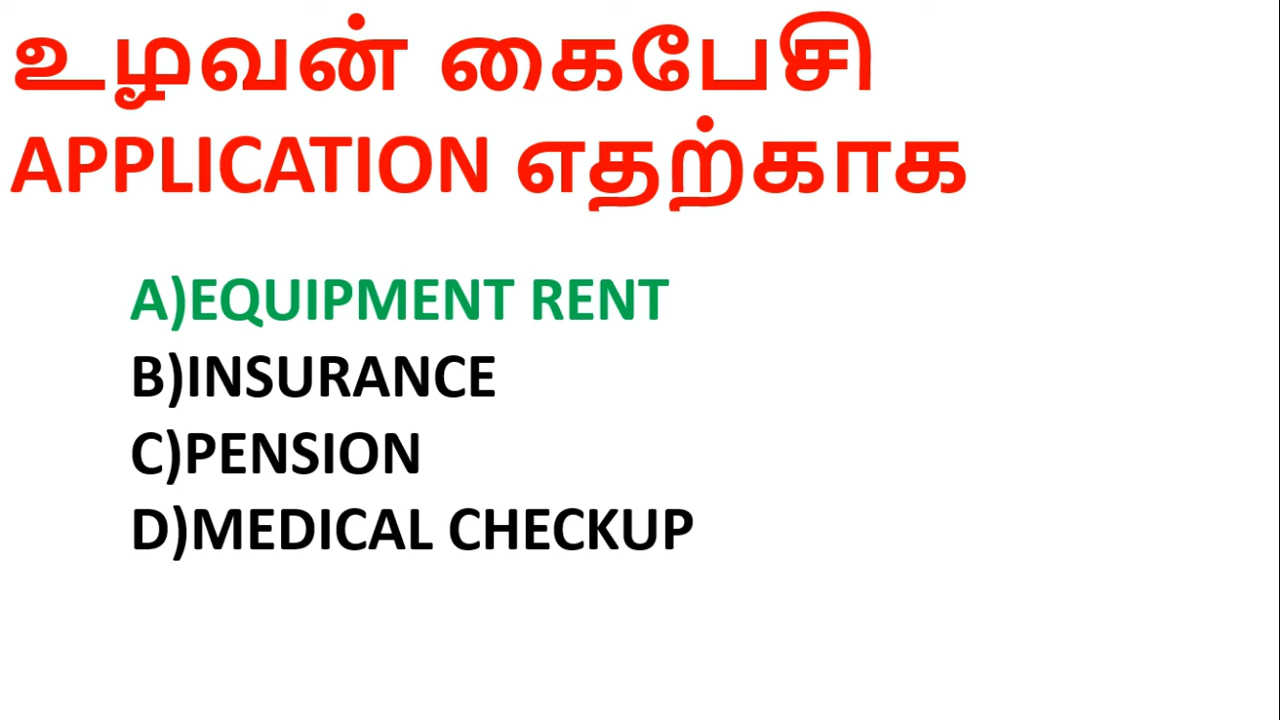 உழவன் கைபேசி
APPLICATION எதற்காக
A)EQUIPMENT RENT
B)INSURANCE
C)PENSION
D)MEDICAL CHECKUP